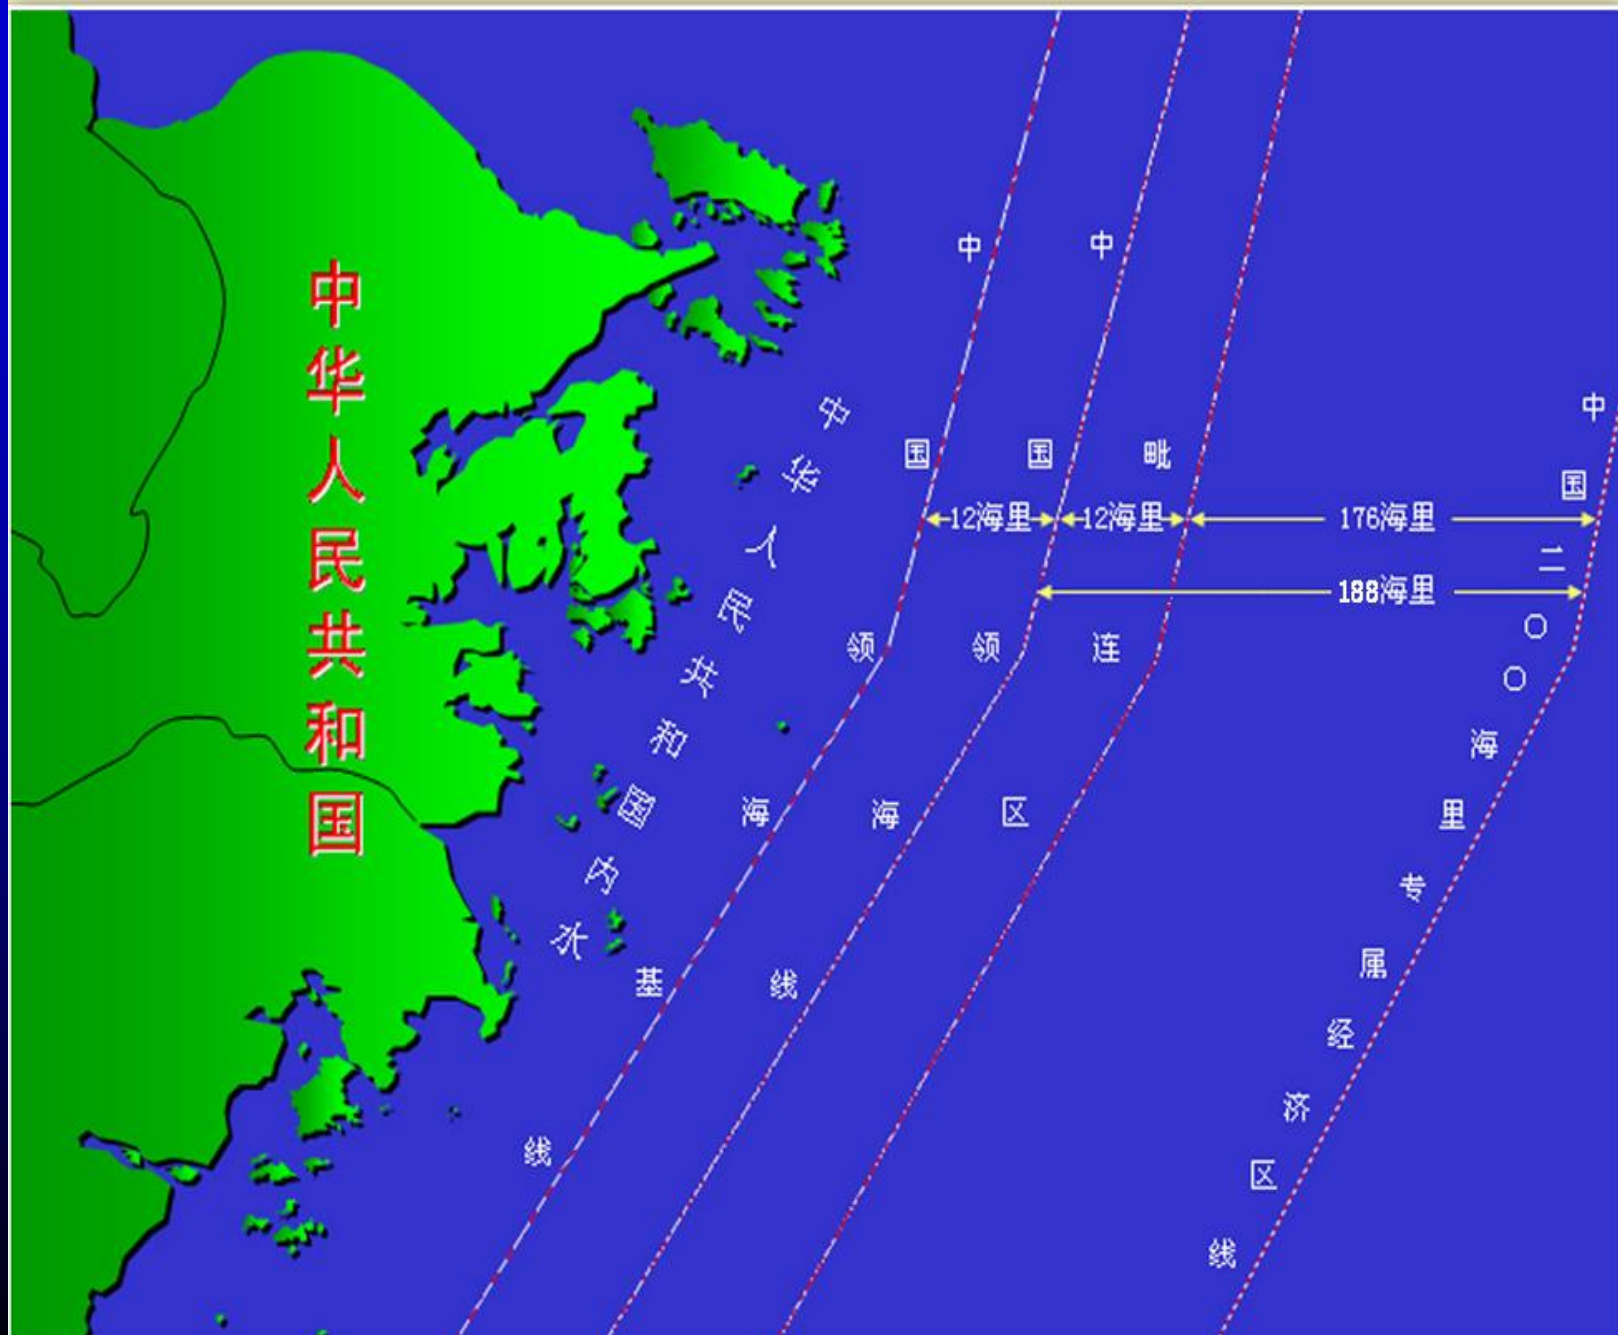 中华人民共和国
中华人民共和国内水
中国领海基线
中国领海线
毗连区
中国二〇〇海里专属经济区线
12海里
12海里
176海里
188海里